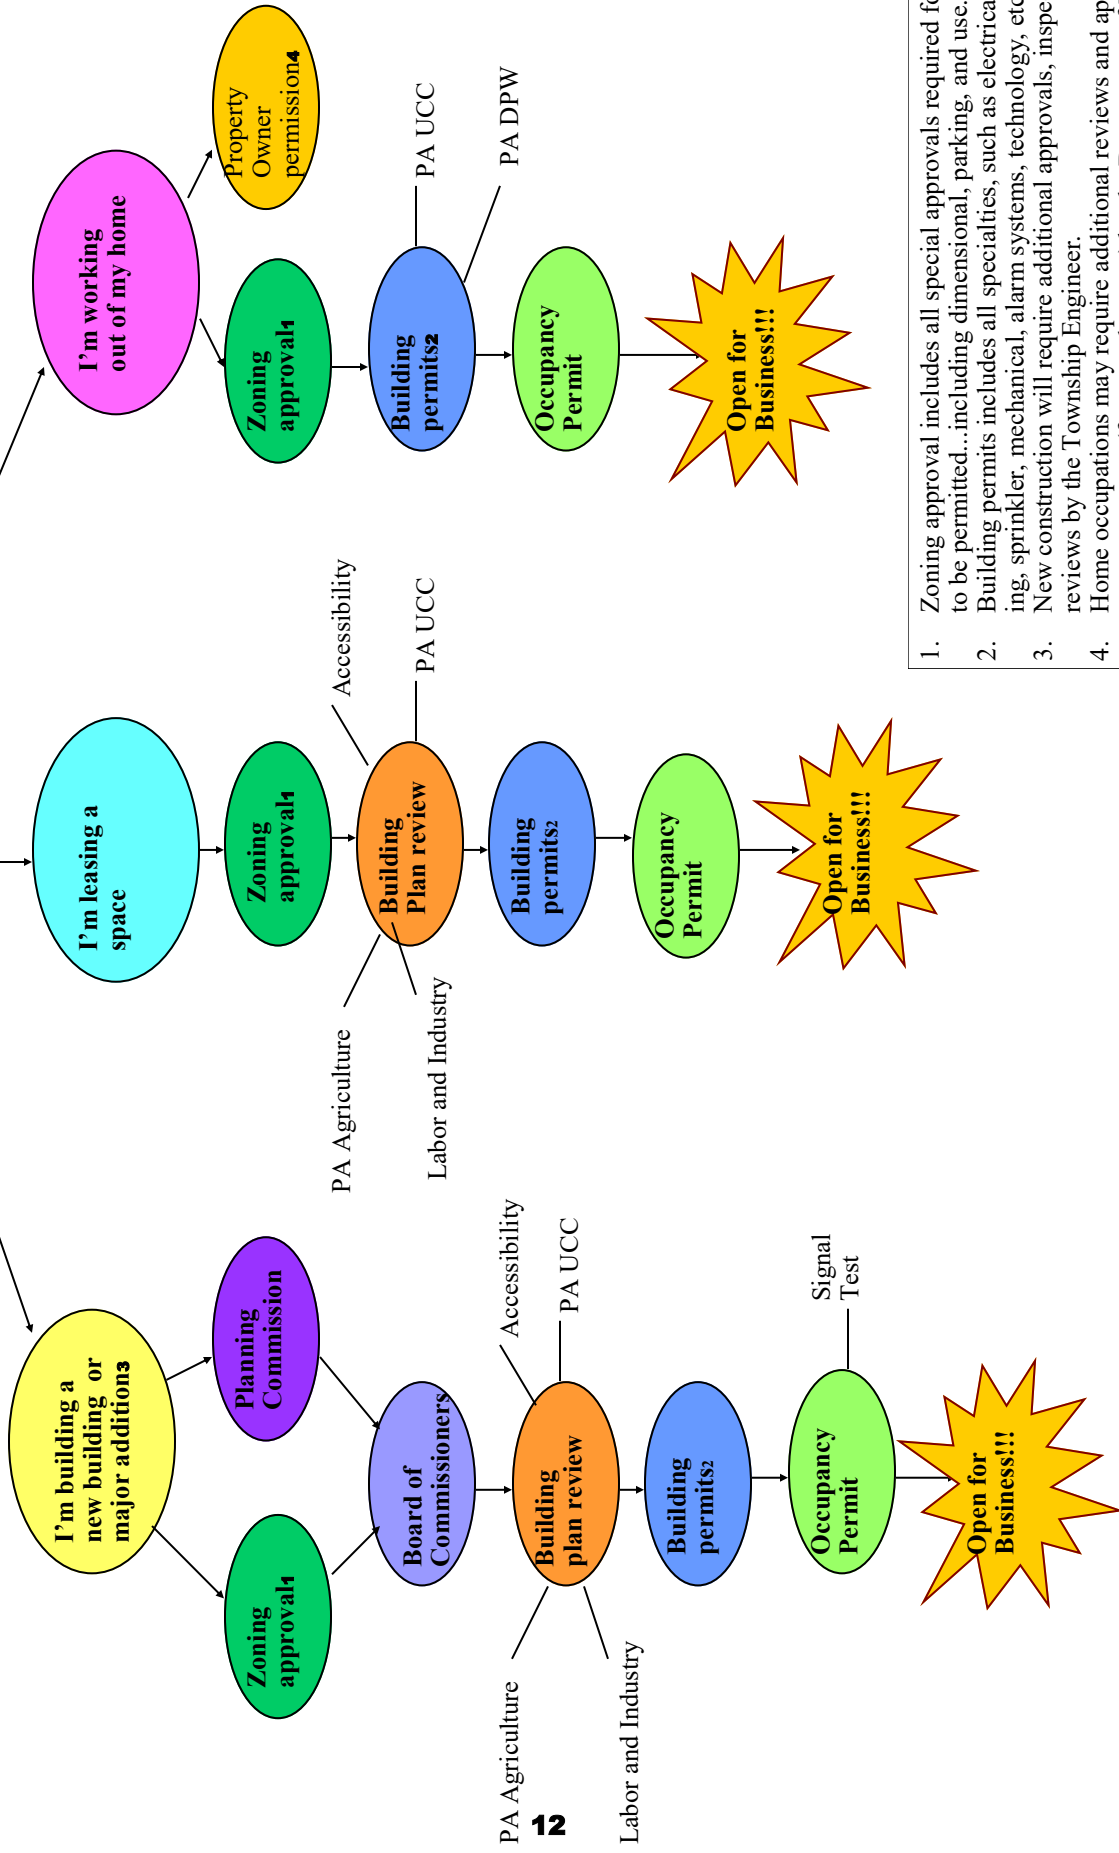 I'm building a
new building or
major addition3
Zoning
approval1
Planning
Commission
Board of
Commissioners
PA Agriculture
Labor and Industry
Building
plan review
Accessibility
PA UCC
Building
permits2
Occupancy
Permit
Signal
Test
Open for
Business!!!
I'm leasing a
space
Zoning
approval1
PA Agriculture
Labor and Industry
Building
Plan review
Accessibility
PA UCC
Building
permits2
Occupancy
Permit
Open for
Business!!!
I'm working
out of my home
Zoning
approval1
Property
Owner
permission4
Building
permits2
PA UCC
PA DPW
Occupancy
Permit
Open for
Business!!!
1. Zoning approval includes all special approvals required fo
to be permitted...including dimensional, parking, and use.
2. Building permits includes all specialties, such as electrica
ing, sprinkler, mechanical, alarm systems, technology, etc
3. New construction will require additional approvals, inspe
reviews by the Township Engineer.
4. Home occupations may require additional reviews and ap
12